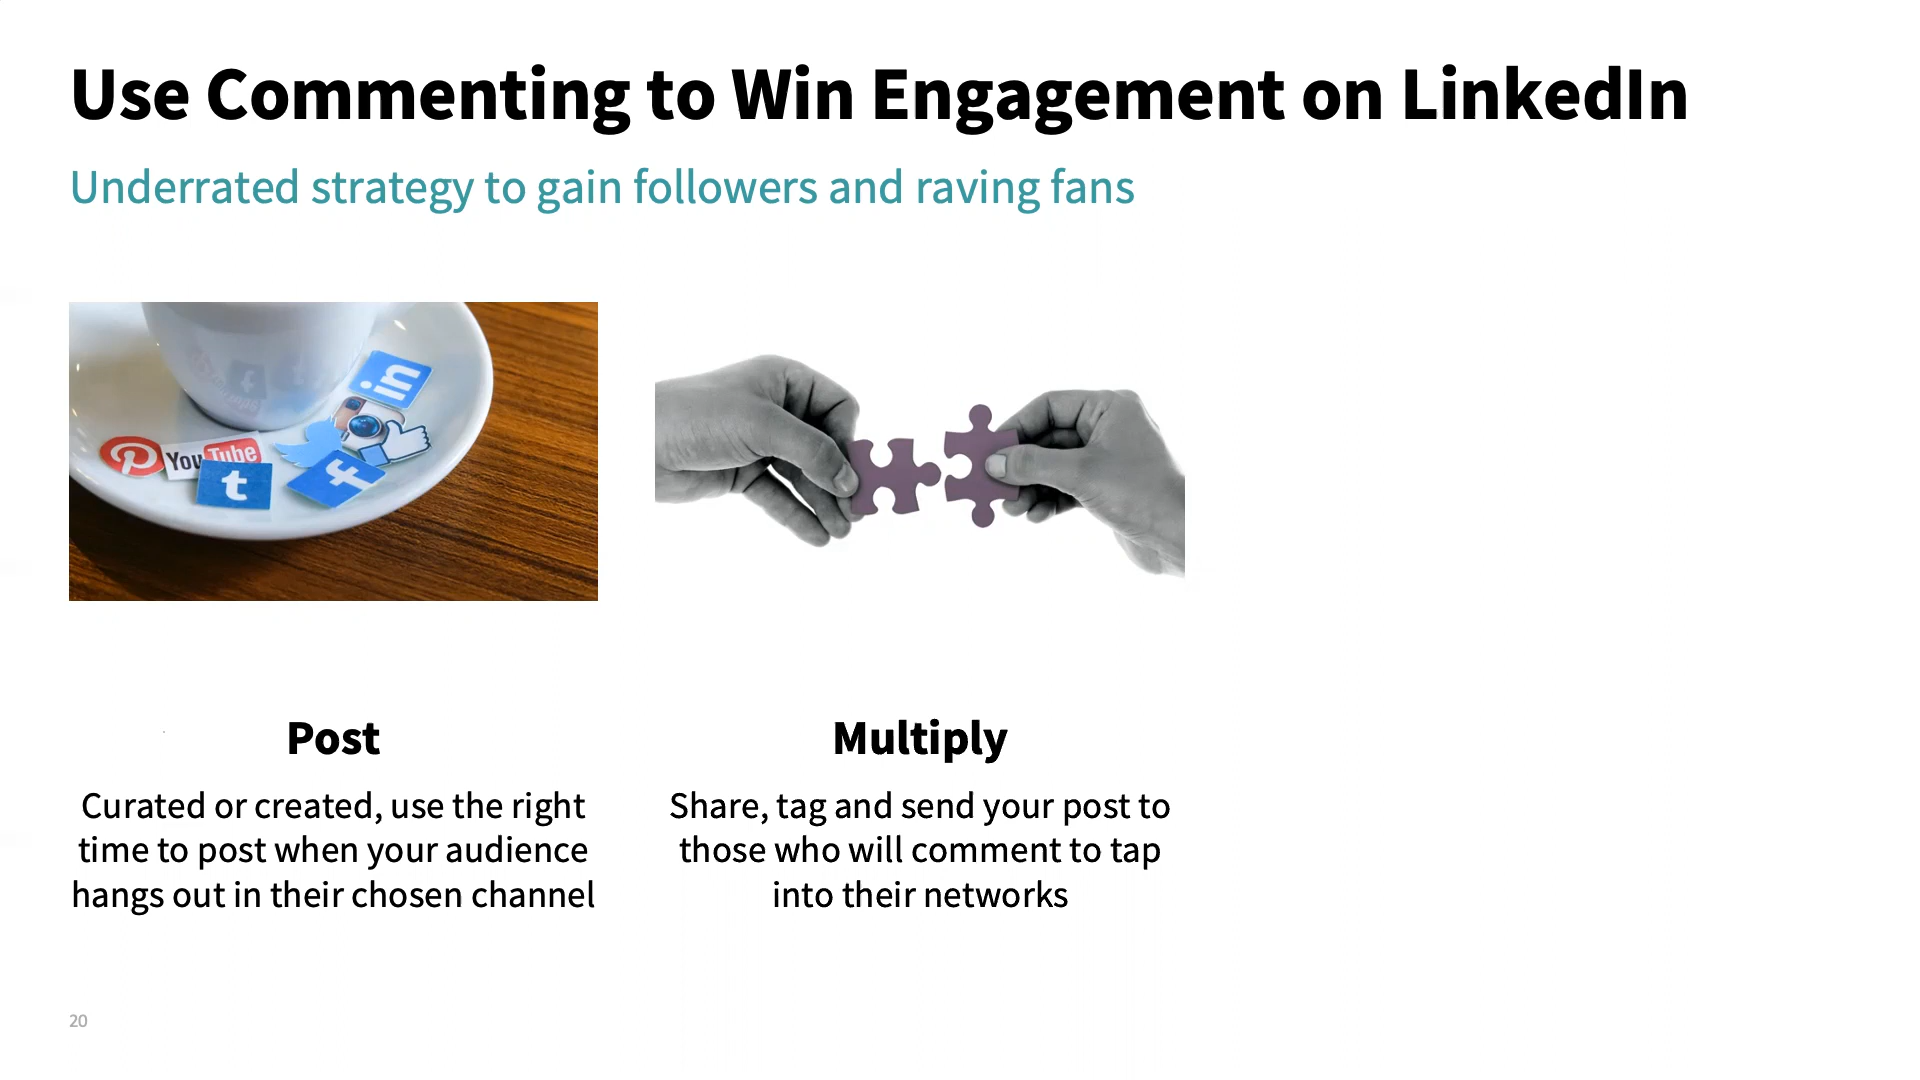 Use Commenting to Win Engagement on LinkedIn
Underrated strategy to gain followers and raving fans
in
YouTube
t
f
Post
Curated or created, use the right
time to post when your audience
hangs out in their chosen channel
Multiply
Share, tag and send your post to
those who will comment to tap
into their networks
20